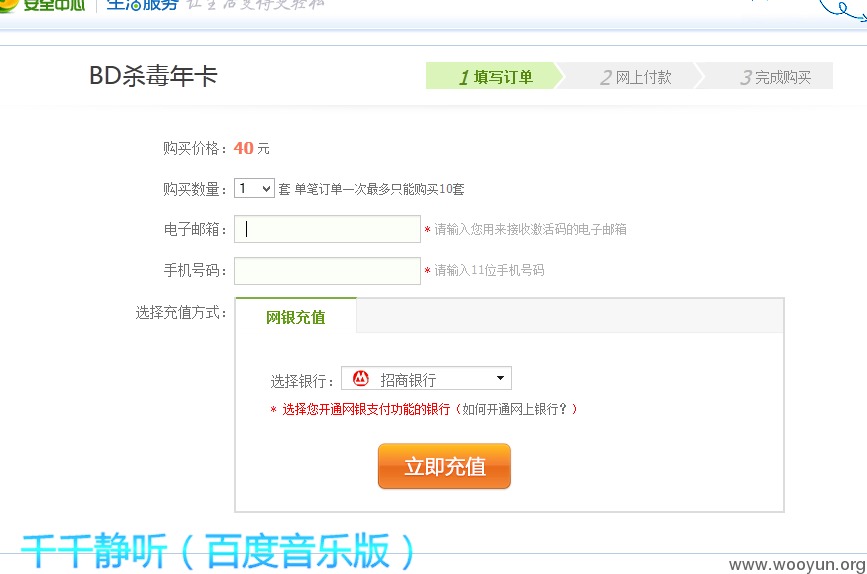 安全中心 生活服务 让生活变得更轻松
BD杀毒年卡
1 填写订单 2 网上付款 3 完成购买
购买价格：40 元
购买数量：1 套 单笔订单一次最多只能购买10套
电子邮箱： * 请输入您用来接收激活码的电子邮箱
手机号码： * 请输入11位手机号码
选择充值方式：
网银充值
选择银行： 招商银行
* 选择您开通网银支付功能的银行（如何开通网上银行？）
立即充值
千千静听（百度音乐版）
www.wooyun.org